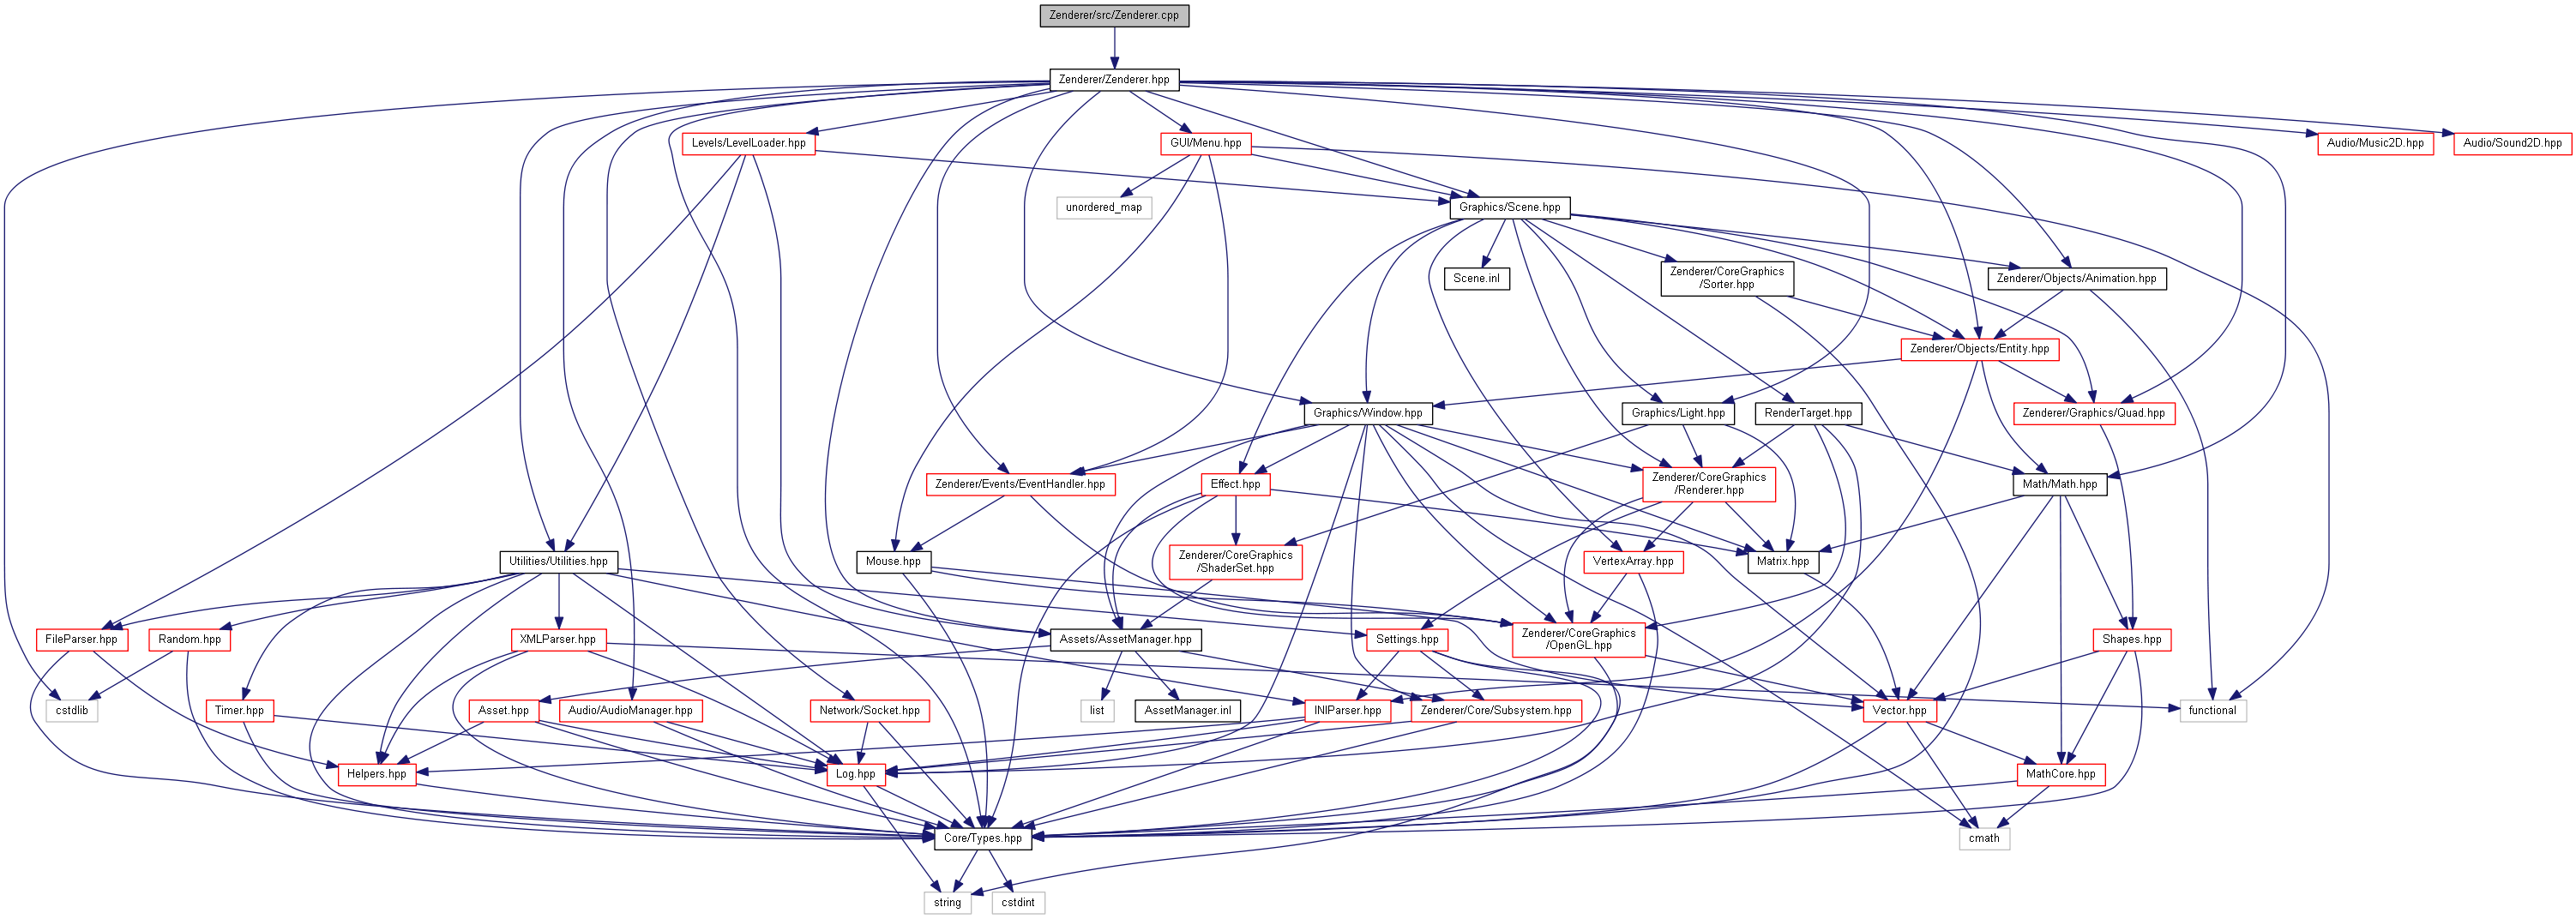 Zenderer/src/Zenderer.cpp
Zenderer/Zenderer.hpp
Levels/LevelLoader.hpp
GUI/Menu.hpp
Audio/Music2D.hpp
Audio/Sound2D.hpp
unordered_map
Graphics/Scene.hpp
Scene.inl
Zenderer/CoreGraphics
/Sorter.hpp
Zenderer/Objects/Animation.hpp
Zenderer/Objects/Entity.hpp
Graphics/Window.hpp
Graphics/Light.hpp
RenderTarget.hpp
Zenderer/Graphics/Quad.hpp
Zenderer/Events/EventHandler.hpp
Effect.hpp
Zenderer/CoreGraphics
/Renderer.hpp
Math/Math.hpp
Utilities/Utilities.hpp
Mouse.hpp
Zenderer/CoreGraphics
/ShaderSet.hpp
VertexArray.hpp
Matrix.hpp
FileParser.hpp
Random.hpp
XMLParser.hpp
Assets/AssetManager.hpp
Settings.hpp
Zenderer/CoreGraphics
/OpenGL.hpp
Shapes.hpp
cstdlib
Timer.hpp
Asset.hpp
Audio/AudioManager.hpp
Network/Socket.hpp
list
AssetManager.inl
INIParser.hpp
Zenderer/Core/Subsystem.hpp
Vector.hpp
functional
Helpers.hpp
Log.hpp
MathCore.hpp
Core/Types.hpp
cmath
string
cstdint